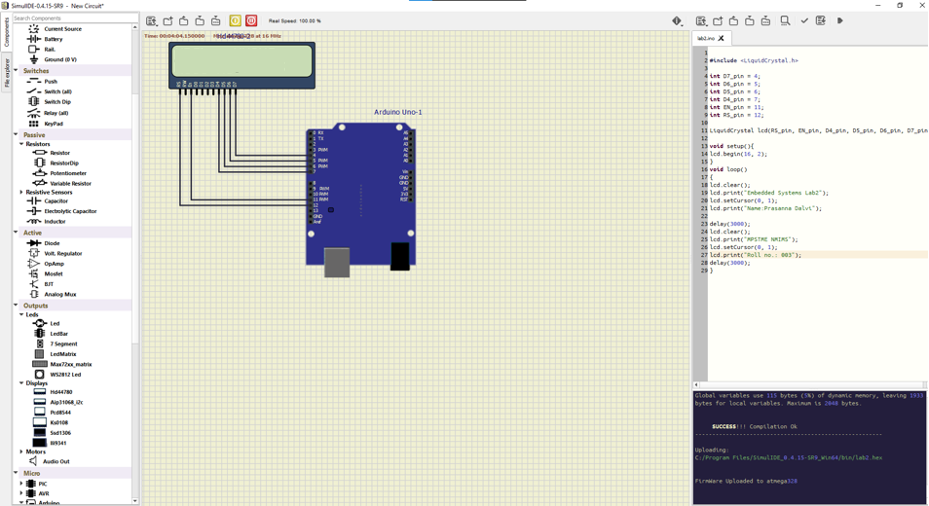 SimulIDE-0.4.15-SR9 - New Circuit*
Components
File explorer
Search Components
Current Source
Battery
Rail.
Ground (0 V)
Switches
Push
Switch (all)
Switch Dip
Relay (all)
KeyPad
Passive
Resistors
Resistor
ResistorDip
Potentiometer
Variable Resistor
Resistive Sensors
Capacitor
Electrolytic Capacitor
Inductor
Active
Diode
Volt. Regulator
OpAmp
Mosfet
BJT
Analog Mux
Outputs
Leds
Led
LedBar
7 Segment
LedMatrix
Max72xx_matrix
WS2812 Led
Displays
Hd44780
Aip31068_i2c
Pcd8544
Ks0108
Ssd1306
Ili9341
Motors
Audio Out
Micro
PIC
AVR
Arduino
Real Speed: 100.00 %
Time: 00:04:04,150000
at 16 MHz
Hd44780-2
RS
RW
En
D0
D1
D2
D3
D4
D5
D6
D7
Arduino Uno-1
RX
TX
PWM
PWM
PWM
PWM
PWM
PWM
GND
Aref
A5
A4
A3
A2
A1
A0
Vin
GND
GND
5V
3V3
RST
lab2.ino
1
2 #include <LiquidCrystal.h>
3
4 int D7_pin = 4;
5 int D6_pin = 5;
6 int D5_pin = 6;
7 int D4_pin = 7;
8 int EN_pin = 11;
9 int RS_pin = 12;
10
11 LiquidCrystal lcd(RS_pin, EN_pin, D4_pin, D5_pin, D6_pin, D7_pin
12
13 void setup(){
14 lcd.begin(16, 2);
15 }
16 void loop()
17 {
18 lcd.clear();
19 lcd.print("Embedded Systems Lab2");
20 lcd.setCursor(0, 1);
21 lcd.print("Name:Prasanna Dalvi");
22
23 delay(3000);
24 lcd.clear();
25 lcd.print("MPSTME NMIMS");
26 lcd.setCursor(0, 1);
27 lcd.print("Roll no.: 003");
28 delay(3000);
29 }
Global variables use 115 bytes (5%) of dynamic memory, leaving 1933
bytes for local variables. Maximum is 2048 bytes.
SUCCESS!!! Compilation Ok
Uploading:
C:/Program Files/SimulIDE_0.4.15-SR9_Win64/bin/lab2.hex
FirmWare Uploaded to atmega328